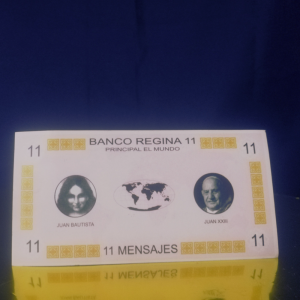 BANCO REGINA 11
PRINCIPAL EL MUNDO
11
11
JUAN BAUTISTA
JUAN XXIII
11
11 MENSAJES
11